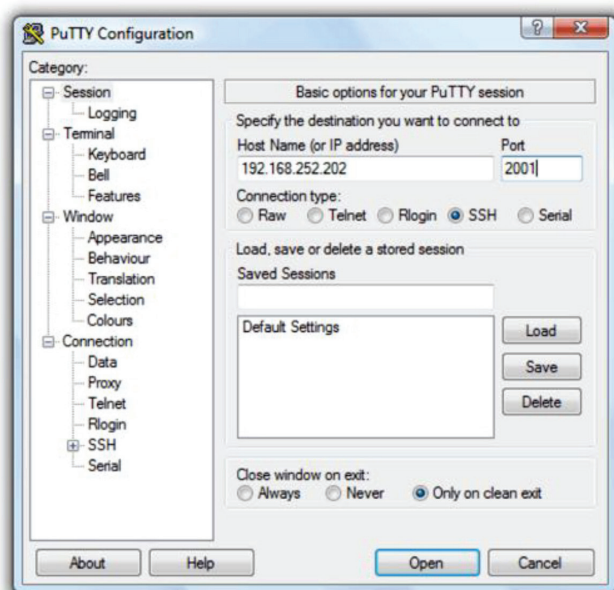 PuTTY Configuration
?
X
Category:
Session
Logging
Terminal
Keyboard
Bell
Features
Window
Appearance
Behaviour
Translation
Selection
Colours
Connection
Data
Proxy
Telnet
Rlogin
SSH
Serial
Basic options for your PuTTY session
Specify the destination you want to connect to
Host Name (or IP address) Port
192.168.252.202 2001
Connection type:
Raw Telnet Rlogin SSH Serial
Load, save or delete a stored session
Saved Sessions
Default Settings
Load
Save
Delete
Close window on exit:
Always Never Only on clean exit
About Help Open Cancel